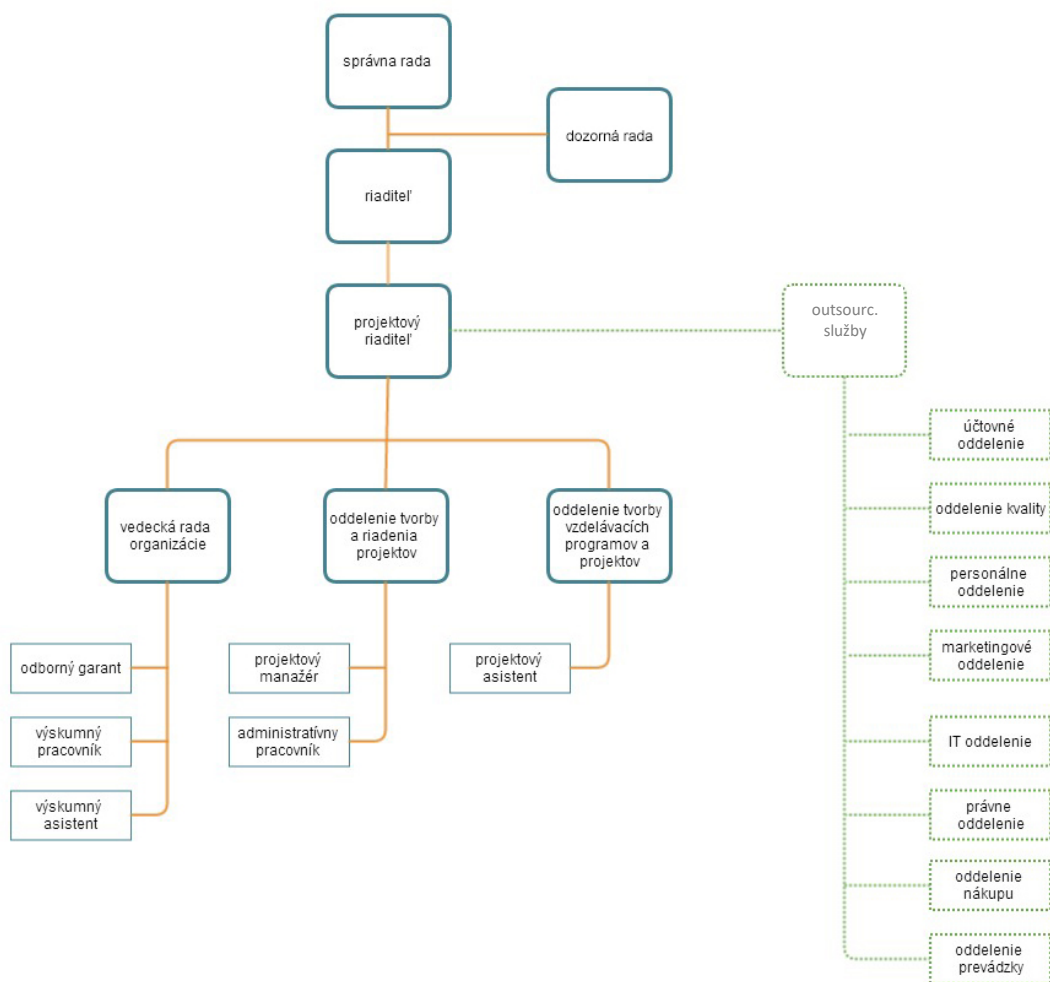 správna rada
dozorná rada
riaditeľ
projektový
riaditeľ
outsourc.
služby
účtovné
oddelenie
oddelenie kvality
personálne
oddelenie
marketingové
oddelenie
IT oddelenie
právne
oddelenie
oddelenie
nákupu
oddelenie
prevádzky
vedecká rada
organizácie
oddelenie tvorby
a riadenia
projektov
oddelenie tvorby
vzdelávacích
programov a
projektov
odborný garant
výskumný
pracovník
výskumný
asistent
projektový
manažér
administratívny
pracovník
projektový
asistent